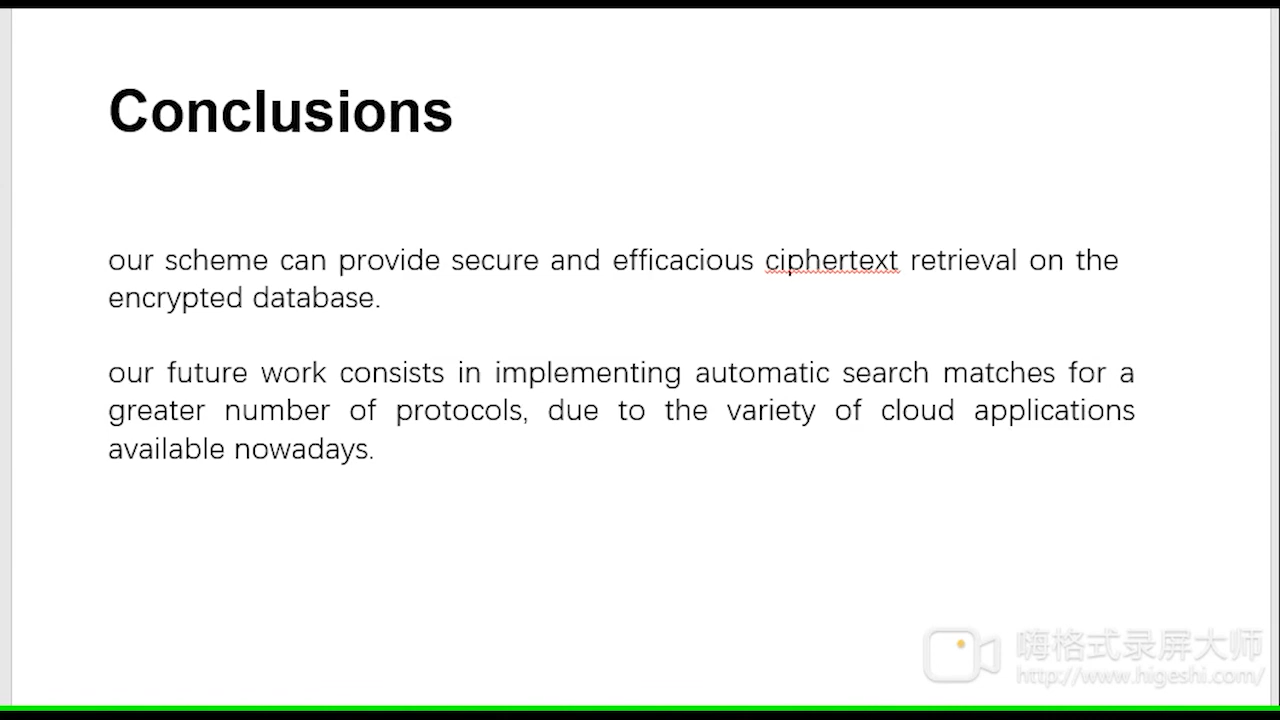 Conclusions
our scheme can provide secure and efficacious ciphertext retrieval on the
encrypted database.
our future work consists in implementing automatic search matches for a
greater number of protocols, due to the variety of cloud applications
available nowadays.
嗨格式录屏大师
http://www.higeshi.com/